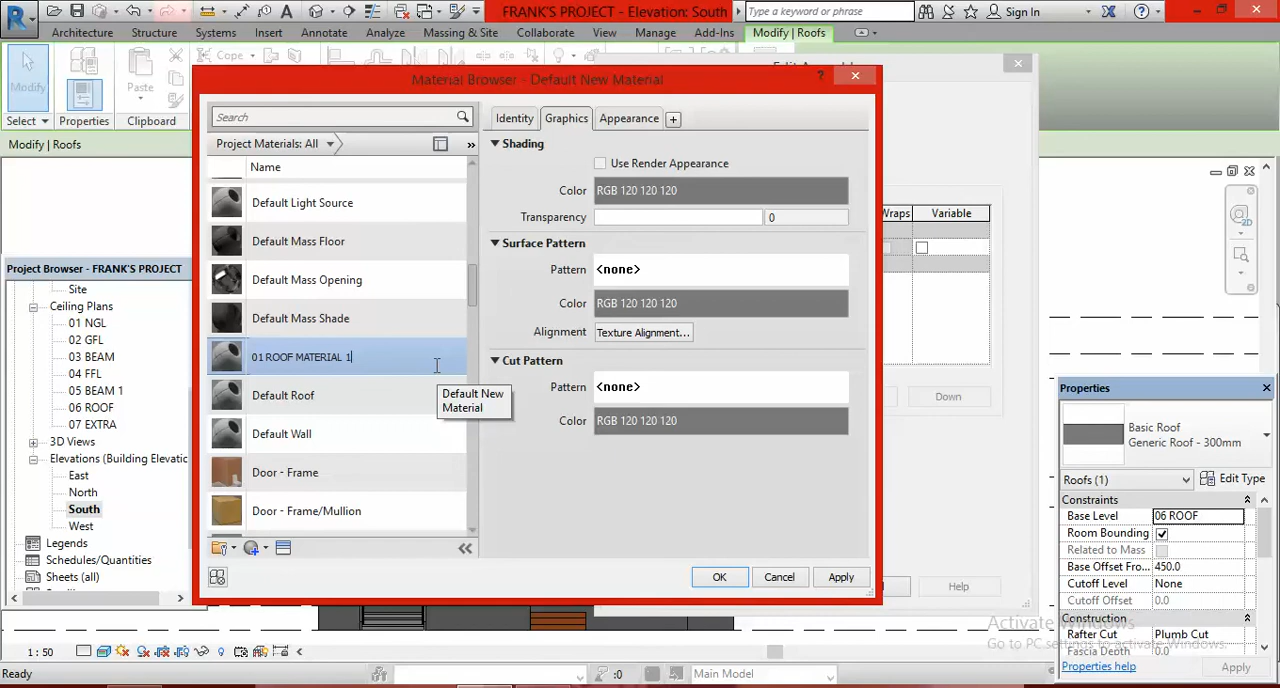 FRANK'S PROJECT - Elevation: South
Type a keyword or phrase
Sign In
Architecture Structure Systems Insert Annotate Analyze Massing & Site Collaborate View Manage Add-Ins Modify | Roofs
Modify
Paste
Cope
Select Properties Clipboard
Modify | Roofs
Material Browser - Default New Material
Search
Project Materials: All
Name
Default Light Source
Default Mass Floor
Default Mass Opening
Default Mass Shade
01 ROOF MATERIAL 1
Default Roof
Default Wall
Door - Frame
Door - Frame/Mullion
Default New
Material
Identity Graphics Appearance
Shading
Use Render Appearance
Color RGB 120 120 120
Transparency 0
Surface Pattern
Pattern <none>
Color RGB 120 120 120
Alignment Texture Alignment...
Cut Pattern
Pattern <none>
Color RGB 120 120 120
OK Cancel Apply
Wraps Variable
Down
Help
Project Browser - FRANK'S PROJECT
Site
Ceiling Plans
01 NGL
02 GFL
03 BEAM
04 FFL
05 BEAM 1
06 ROOF
07 EXTRA
3D Views
Elevations (Building Elevatic
East
North
South
West
Legends
Schedules/Quantities
Sheets (all)
Properties
Basic Roof
Generic Roof - 300mm
Roofs (1) Edit Type
Constraints
Base Level 06 ROOF
Room Bounding
Related to Mass
Base Offset Fro... 450.0
Cutoff Level None
Cutoff Offset 0.0
Construction
Rafter Cut Plumb Cut
Fascia Depth 0.0
Properties help Apply
Activate Windows
Go to PC settings to activate Windows.
1 : 50
Ready
:0
Main Model